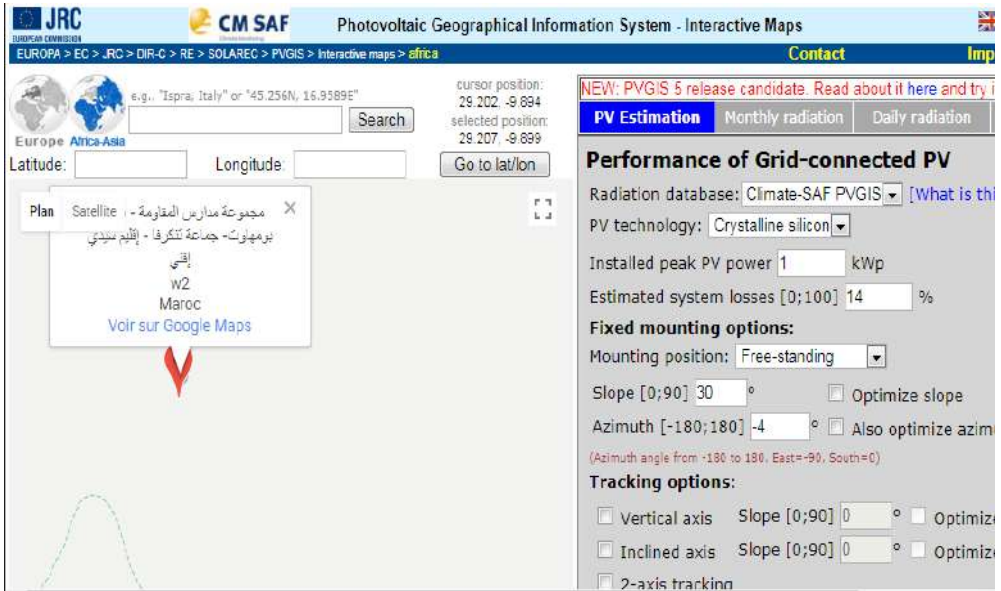 JRC
EUROPEAN COMMISSION
CM SAF
Photovoltaic Geographical Information System - Interactive Maps
EUROPA > EC > JRC > DIR-C > RE > SOLAREC > PVGIS > Interactive maps > africa
Contact
Imp
Europe
Africa-Asia
e.g., "Ispra, Italy" or "45.256N, 16.9589E"
Search
cursor position:
29.202, -9.894
selected position:
29.207, -9.899
Latitude:
Longitude:
Go to lat/lon
Plan
Satellite
مجموعة مدارس المقاومة -
بومهاوت- جماعة تنكرفا - إقليم سيدي
إفني
w2
Maroc
Voir sur Google Maps
NEW: PVGIS 5 release candidate. Read about it here and try i
PV Estimation
Monthly radiation
Daily radiation
Performance of Grid-connected PV
Radiation database: Climate-SAF PVGIS [What is thi
PV technology: Crystalline silicon
Installed peak PV power 1 kWp
Estimated system losses [0;100] 14 %
Fixed mounting options:
Mounting position: Free-standing
Slope [0;90] 30 ° Optimize slope
Azimuth [-180;180] -4 ° Also optimize azimu
(Azimuth angle from -180 to 180. East=-90, South=0)
Tracking options:
Vertical axis Slope [0;90] 0 ° Optimize
Inclined axis Slope [0;90] 0 ° Optimize
2-axis tracking